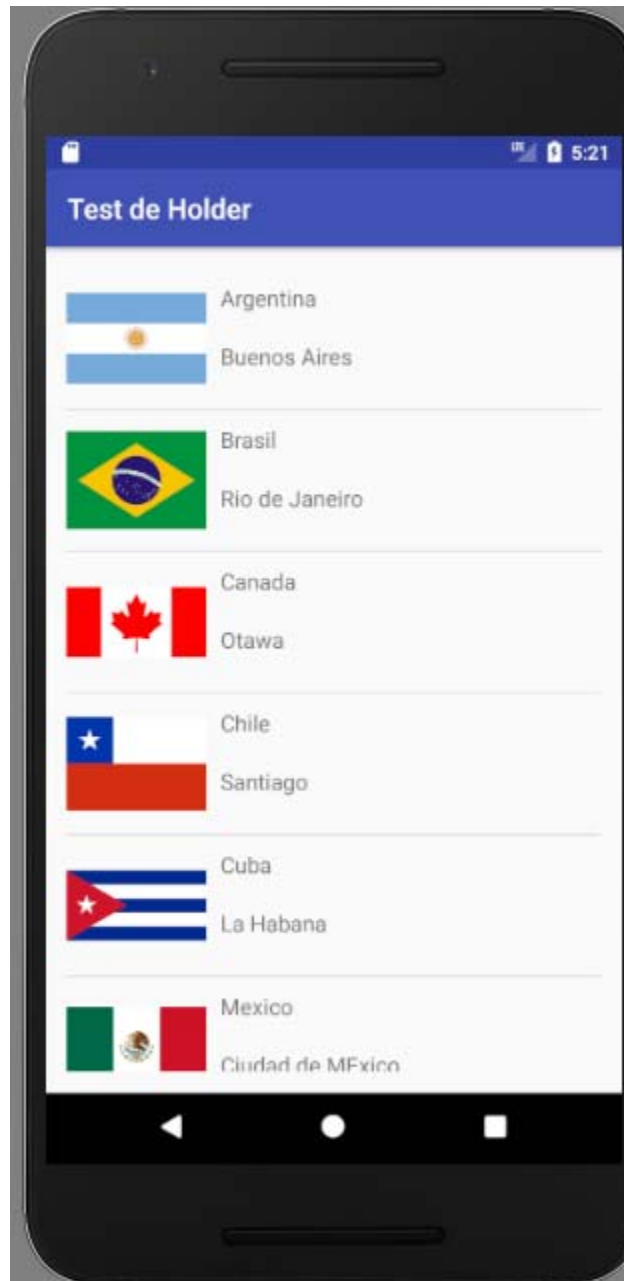 LTE 5:21
Test de Holder
Argentina
Buenos Aires
Brasil
Rio de Janeiro
Canada
Otawa
Chile
Santiago
Cuba
La Habana
Mexico
Ciudad de MExico